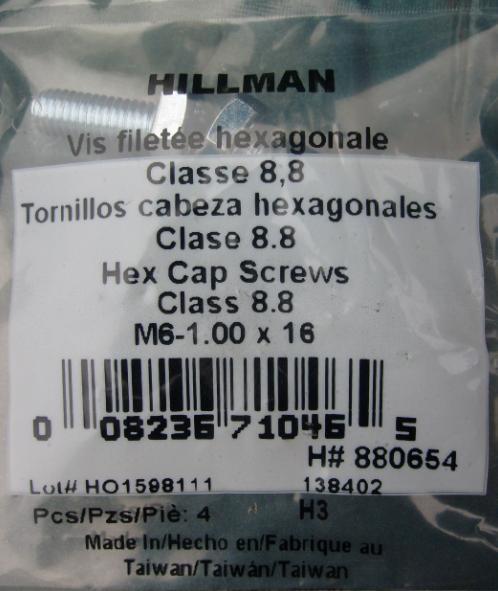 HILLMAN
Vis filetée hexagonale
Classe 8,8
Tornillos cabeza hexagonales
Clase 8.8
Hex Cap Screws
Class 8.8
M6-1.00 x 16
0 08236 71046 5
H# 880654
Lot# HO1598111 138402
Pcs/Pzs/Piè: 4 H3
Made In/Hecho en/Fabrique au
Taiwan/Taiwán/Taiwan